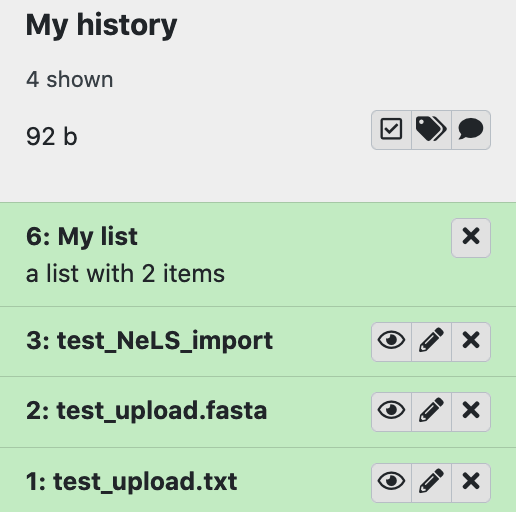 My history
4 shown
92 b
6: My list
a list with 2 items
3: test_NeLS_import
2: test_upload.fasta
1: test_upload.txt